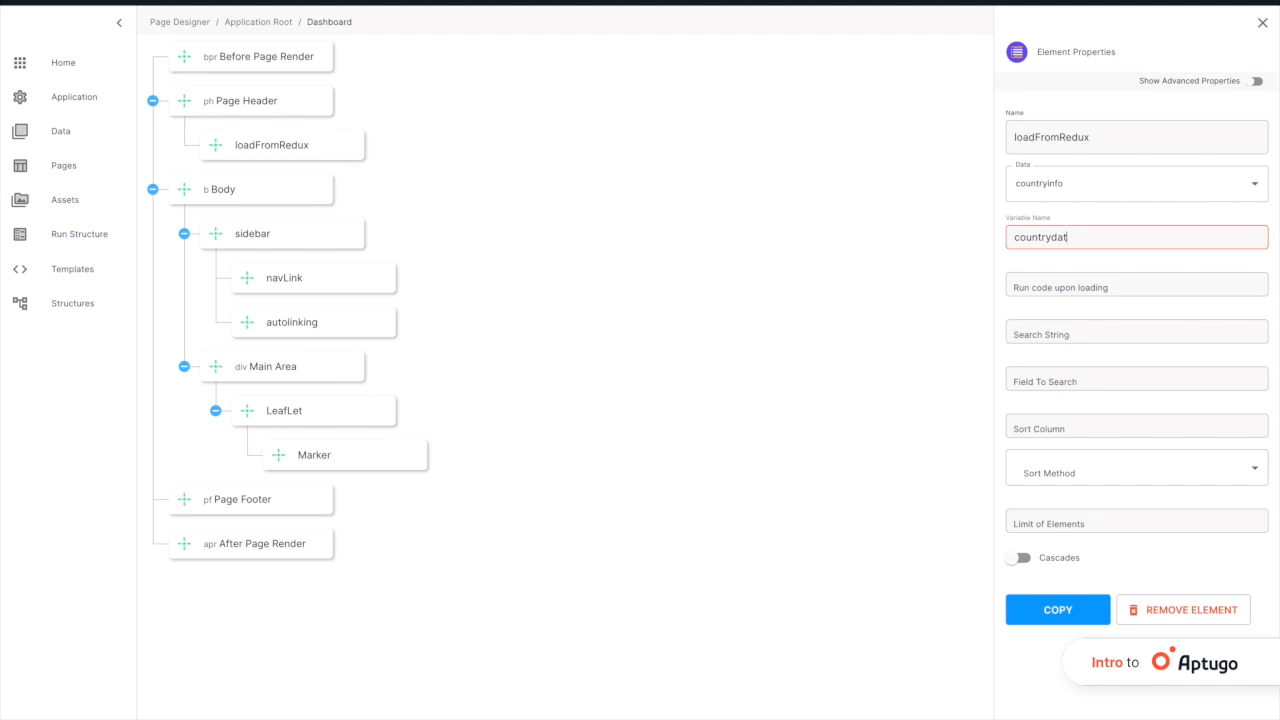 Page Designer / Application Root / Dashboard
Home
Application
Data
Pages
Assets
Run Structure
Templates
Structures
bpr Before Page Render
ph Page Header
loadFromRedux
b Body
sidebar
navLink
autolinking
div Main Area
LeafLet
Marker
pf Page Footer
apr After Page Render
Element Properties
Show Advanced Properties
Name
loadFromRedux
Data
countryinfo
Variable Name
countrydat
Run code upon loading
Search String
Field To Search
Sort Column
Sort Method
Limit of Elements
Cascades
COPY
REMOVE ELEMENT
Intro to Aptugo